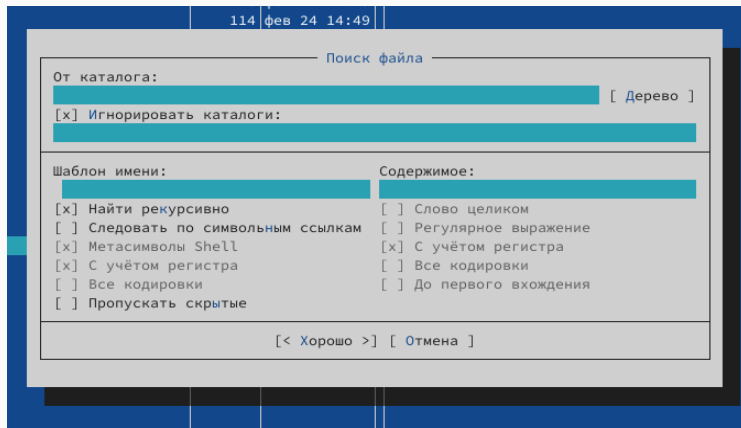 114 фев 24 14:49
Поиск файла
От каталога:
[ Дерево ]
[x] Игнорировать каталоги:
Шаблон имени: Содержимое:
[x] Найти рекурсивно [ ] Слово целиком
[ ] Следовать по символьным ссылкам [ ] Регулярное выражение
[x] Метасимволы Shell [x] С учётом регистра
[x] С учётом регистра [ ] Все кодировки
[ ] Все кодировки [ ] До первого вхождения
[ ] Пропускать скрытые
[< Хорошо >] [ Отмена ]